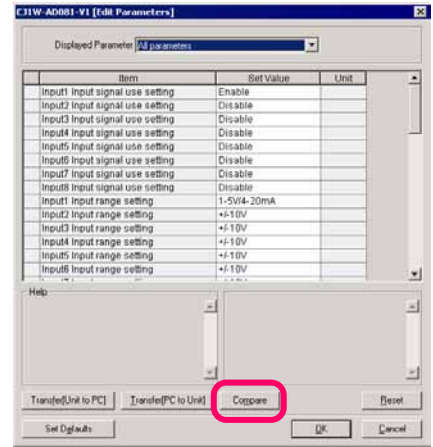 CJ1W-AD081-V1 [Edit Parameters]
Displayed Parameter All parameters
Item Set Value Unit
Input1 Input signal use setting Enable
Input2 Input signal use setting Disable
Input3 Input signal use setting Disable
Input4 Input signal use setting Disable
Input5 Input signal use setting Disable
Input6 Input signal use setting Disable
Input7 Input signal use setting Disable
Input8 Input signal use setting Disable
Input1 Input range setting 1-5V/4-20mA
Input2 Input range setting +/-10V
Input3 Input range setting +/-10V
Input4 Input range setting +/-10V
Input5 Input range setting +/-10V
Input6 Input range setting +/-10V
Help
Transfer[Unit to PC] Transfer[PC to Unit] Compare Reset
Set Defaults OK Cancel